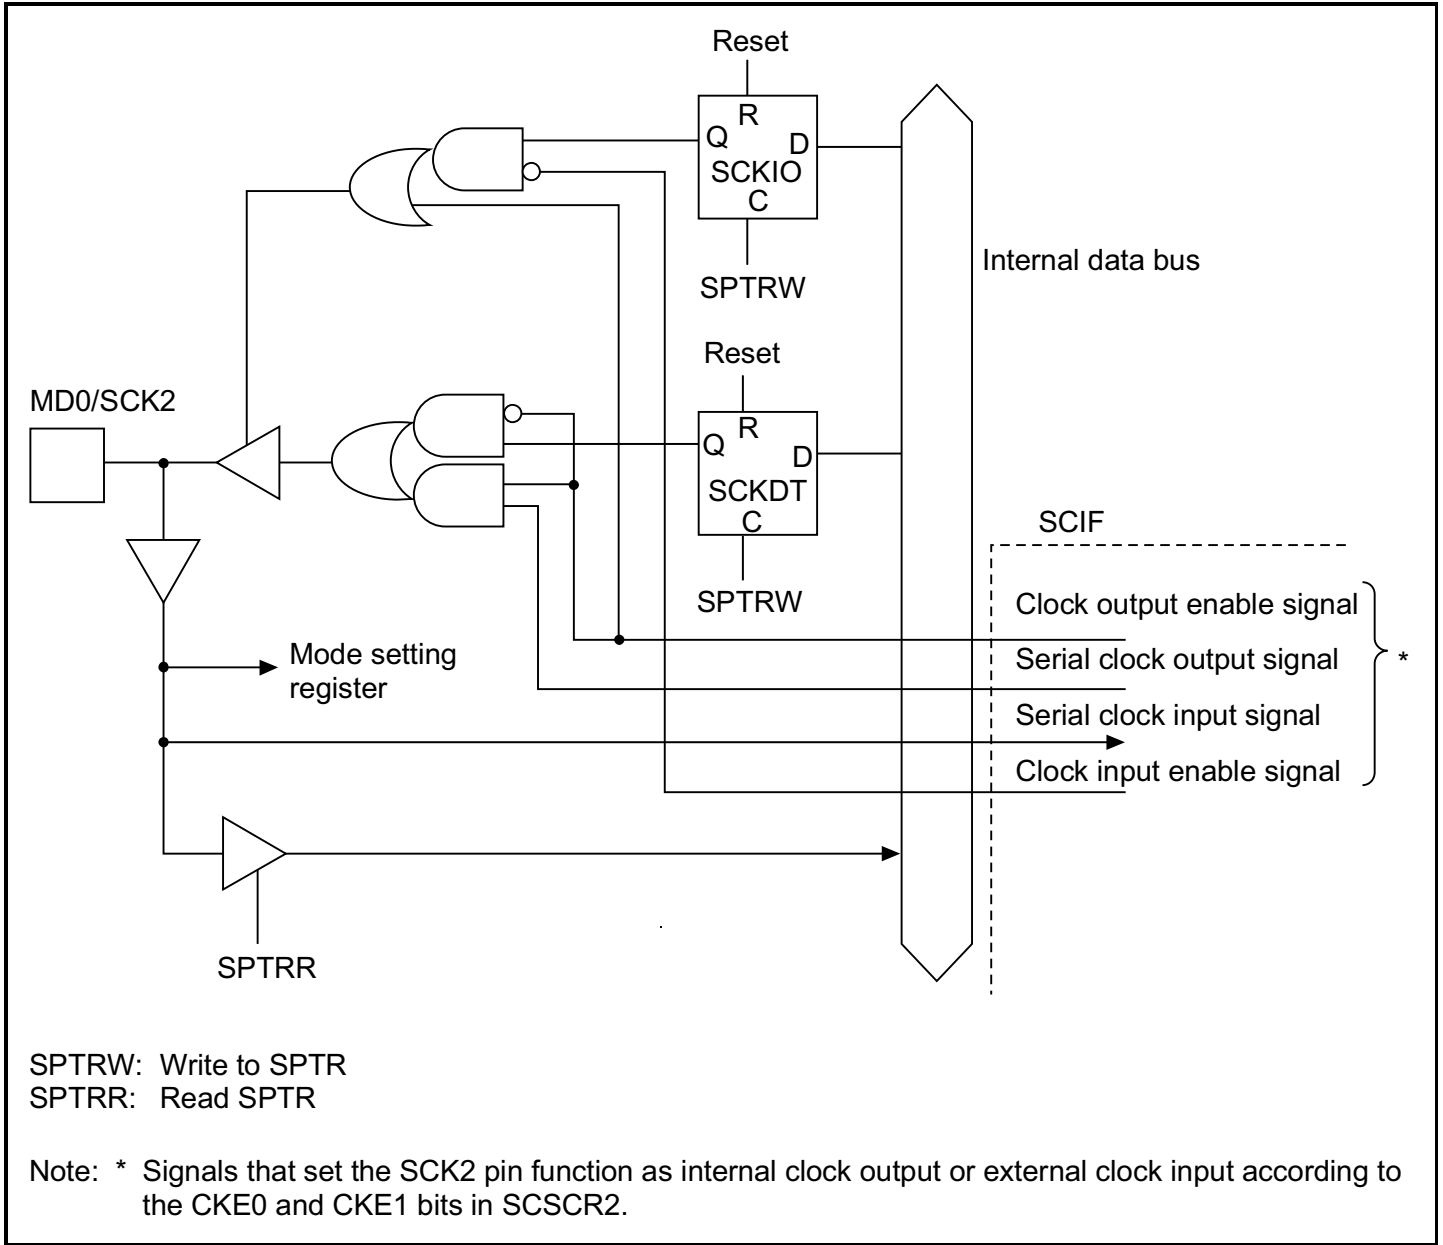 Reset
R
Q
D
SCKIO
C
Internal data bus
SPTRW
Reset
MD0/SCK2
R
Q
D
SCKDT
C
SCIF
SPTRW
Clock output enable signal
Mode setting
register
Serial clock output signal
*
Serial clock input signal
Clock input enable signal
SPTRR
SPTRW: Write to SPTR
SPTRR: Read SPTR
Note: * Signals that set the SCK2 pin function as internal clock output or external clock input according to
the CKE0 and CKE1 bits in SCSCR2.